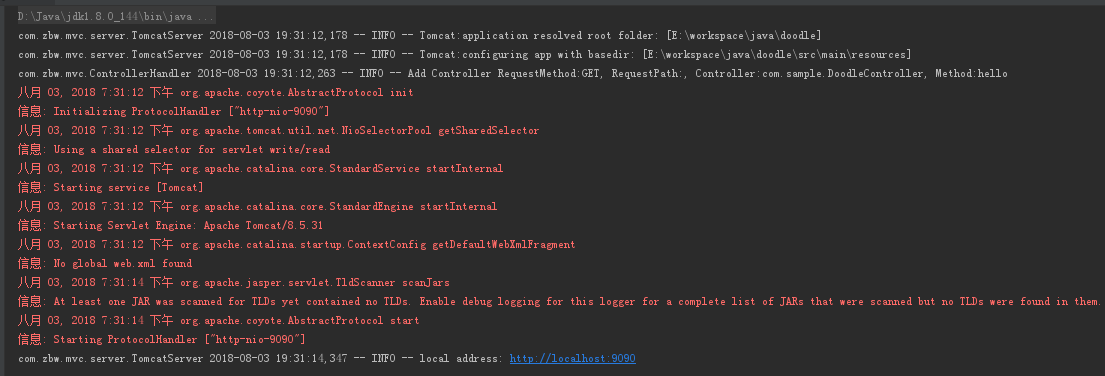 D:\Java\jdk1.8.0_144\bin\java ...
com.zbw.mvc.server.TomcatServer 2018-08-03 19:31:12,178 -- INFO -- Tomcat:application resolved root folder: [E:\workspace\java\doodle]
com.zbw.mvc.server.TomcatServer 2018-08-03 19:31:12,178 -- INFO -- Tomcat:configuring app with basedir: [E:\workspace\java\doodle\src\main\resources]
com.zbw.mvc.ControllerHandler 2018-08-03 19:31:12,263 -- INFO -- Add Controller RequestMethod:GET, RequestPath:, Controller:com.sample.DoodleController, Method:hello
八月 03, 2018 7:31:12 下午 org.apache.coyote.AbstractProtocol init
信息: Initializing ProtocolHandler ["http-nio-9090"]
八月 03, 2018 7:31:12 下午 org.apache.tomcat.util.net.NioSelectorPool getSharedSelector
信息: Using a shared selector for servlet write/read
八月 03, 2018 7:31:12 下午 org.apache.catalina.core.StandardService startInternal
信息: Starting service [Tomcat]
八月 03, 2018 7:31:12 下午 org.apache.catalina.core.StandardEngine startInternal
信息: Starting Servlet Engine: Apache Tomcat/8.5.31
八月 03, 2018 7:31:12 下午 org.apache.catalina.startup.ContextConfig getDefaultWebXmlFragment
信息: No global web.xml found
八月 03, 2018 7:31:14 下午 org.apache.jasper.servlet.TldScanner scanJars
信息: At least one JAR was scanned for TLDs yet contained no TLDs. Enable debug logging for this logger for a complete list of JARs that were scanned but no TLDs were found in them.
八月 03, 2018 7:31:14 下午 org.apache.coyote.AbstractProtocol start
信息: Starting ProtocolHandler ["http-nio-9090"]
com.zbw.mvc.server.TomcatServer 2018-08-03 19:31:14,347 -- INFO -- local address: http://localhost:9090